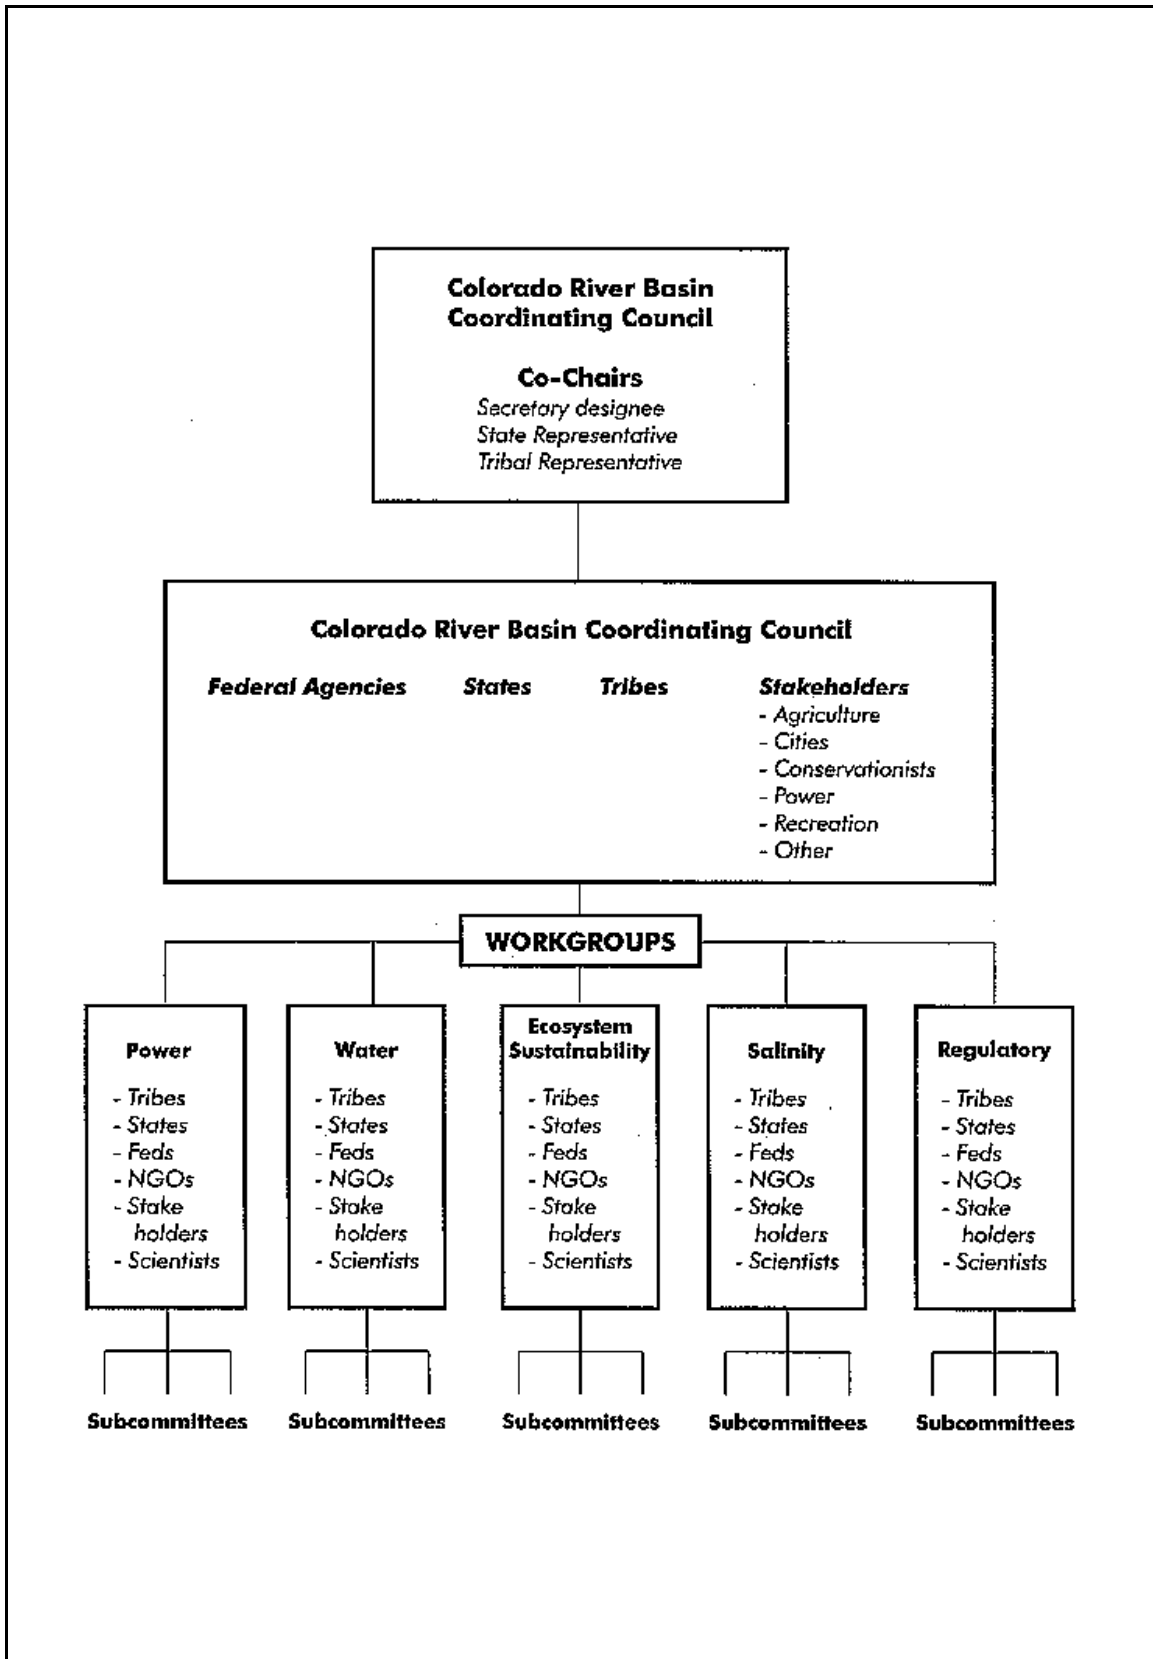 Colorado River Basin
Coordinating Council
Co-Chairs
Secretary designee
State Representative
Tribal Representative
Colorado River Basin Coordinating Council
Federal Agencies
States
Tribes
Stakeholders
- Agriculture
- Cities
- Conservationists
- Power
- Recreation
- Other
WORKGROUPS
Power
- Tribes
- States
- Feds
- NGOs
- Stake
holders
- Scientists
Subcommittees
Water
- Tribes
- States
- Feds
- NGOs
- Stake
holders
- Scientists
Subcommittees
Ecosystem
Sustainability
- Tribes
- States
- Feds
- NGOs
- Stake
holders
- Scientists
Subcommittees
Salinity
- Tribes
- States
- Feds
- NGOs
- Stake
holders
- Scientists
Subcommittees
Regulatory
- Tribes
- States
- Feds
- NGOs
- Stake
holders
- Scientists
Subcommittees